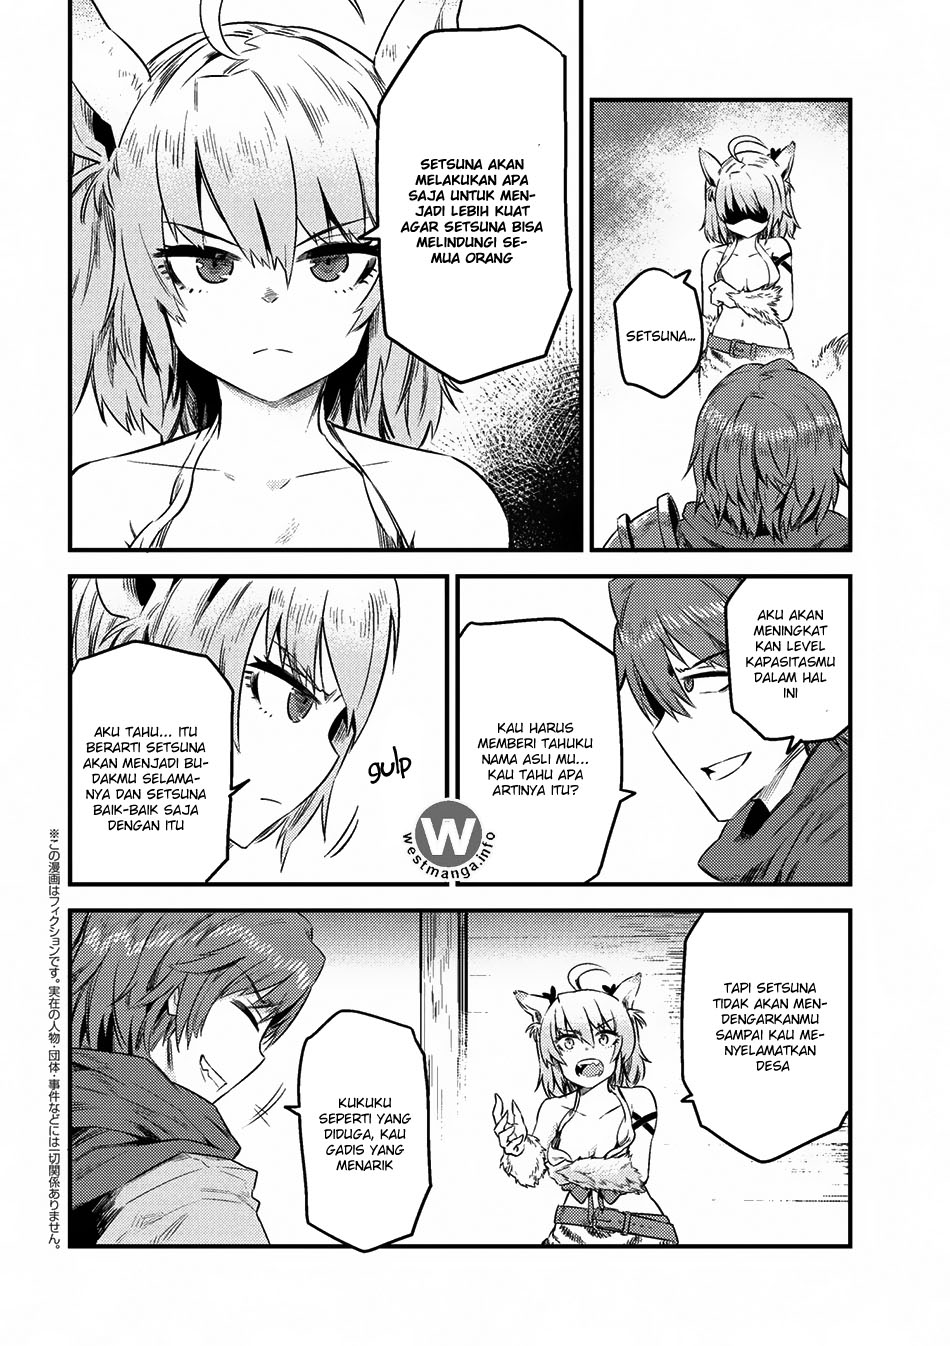 SETSUNA...
SETSUNA AKAN
MELAKUKAN APA
SAJA UNTUK MEN-
JADI LEBIH KUAT
AGAR SETSUNA BISA
MELINDUNGI SE-
MUA ORANG
AKU AKAN
MENINGKAT
KAN LEVEL
KAPASITASMU
DALAM HAL
INI
KAU HARUS
MEMBERI TAHUKU
NAMA ASLI MU...
KAU TAHU APA
ARTINYA ITU?
gulp
AKU TAHU... ITU
BERARTI SETSUNA
AKAN MENJADI BU-
DAKMU SELAMA-
NYA DAN SETSUNA
BAIK-BAIK SAJA
DENGAN ITU
W
westmanga.info
TAPI SETSUNA
TIDAK AKAN MEN-
DENGARKANMU
SAMPAI KAU ME-
NYELAMATKAN
DESA
KUKUKU
SEPERTI YANG
DIDUGA, KAU
GADIS YANG
MENARIK
※この漫画はフィクションです。実在の人物・団体・事件などには一切関係ありません。